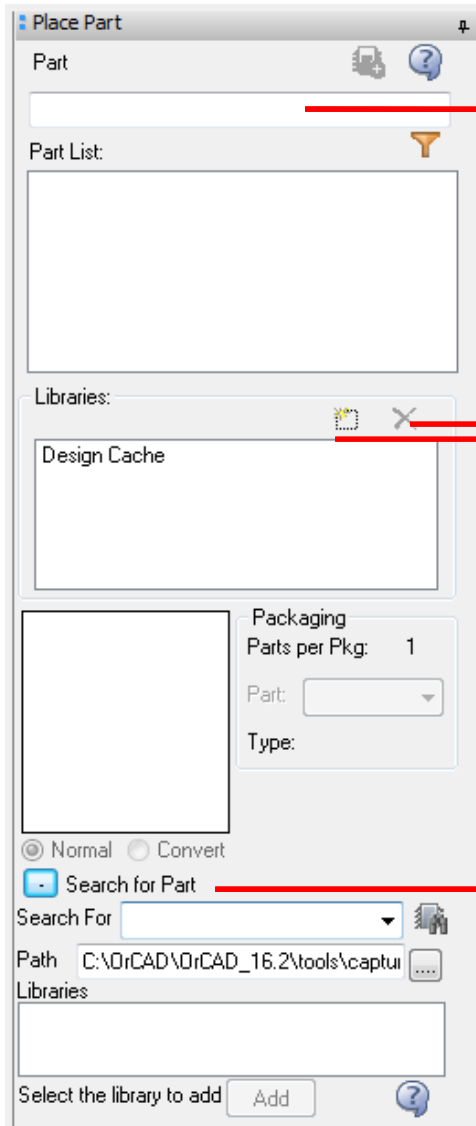 Place Part
Part
Part List:
Libraries:
Design Cache
Packaging
Parts per Pkg: 1
Part:
Type:
Normal Convert
Search for Part
Search For
Path C:\OrCAD\OrCAD_16.2\tools\captur
Libraries
Select the library to add Add